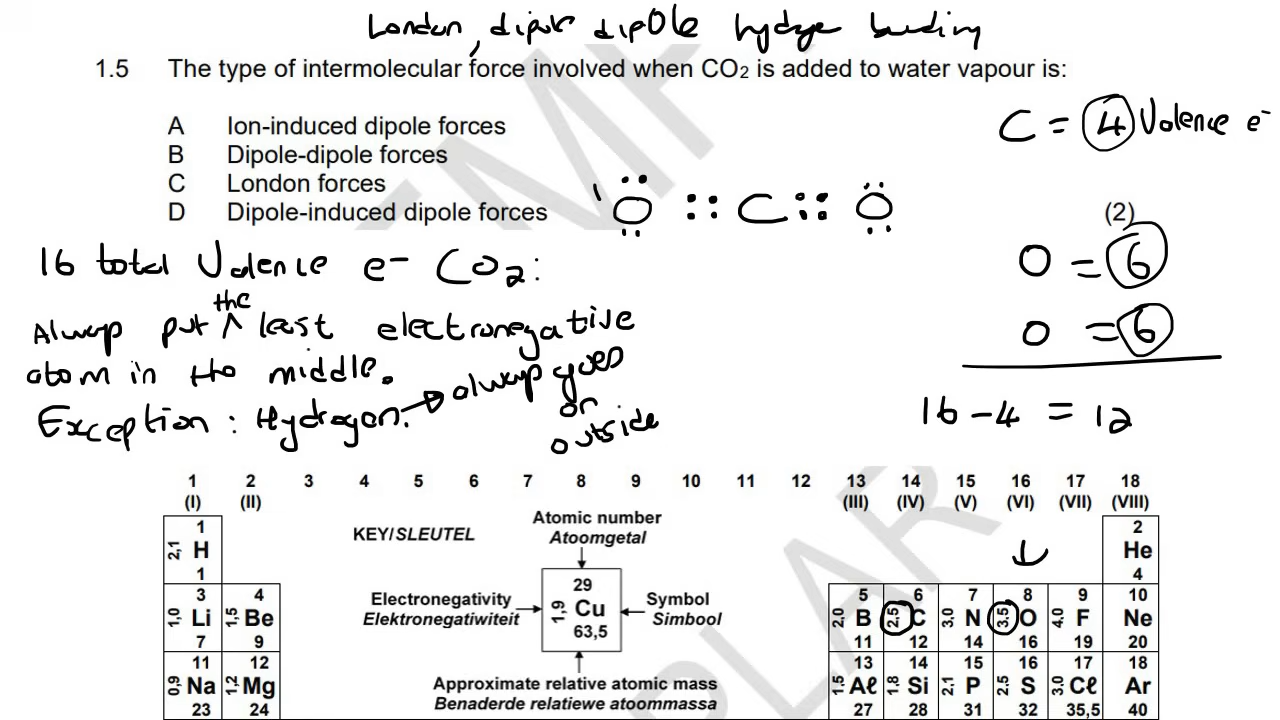 London, dipole dipole hydrogen bonding
1.5 The type of intermolecular force involved when CO₂ is added to water vapour is:
C = 4 Valence e⁻
A Ion-induced dipole forces
B Dipole-dipole forces
C London forces
D Dipole-induced dipole forces
O :: C :: O
(2)
16 total Valence e⁻ CO₂:
O = 6
Always put the least electronegative
O = 6
atom in the middle.
Exception : Hydrogen. → always goes
on
outside
16 - 4 = 12
1 2 3 4 5 6 7 8 9 10 11 12 13 14 15 16 17 18
(I) (II) (III) (IV) (V) (VI) (VII) (VIII)
KEY/SLEUTEL
Atomic number
Atoomgetal
Electronegativity
Elektronegatiwiteit
29
1,9 Cu
63,5
Symbol
Simbool
Approximate relative atomic mass
Benaderde relatiewe atoommassa
1 2
2,1 H He
1 4
3 4 5 6 7 8 9 10
1,0 Li 1,5 Be 2,0 B 2,5 C 3,0 N 3,5 O 4,0 F Ne
7 9 11 12 14 16 19 20
11 12 13 14 15 16 17 18
0,9 Na 1,2 Mg 1,5 Aℓ 1,8 Si 2,1 P 2,5 S 3,0 Cℓ Ar
23 24 27 28 31 32 35,5 40